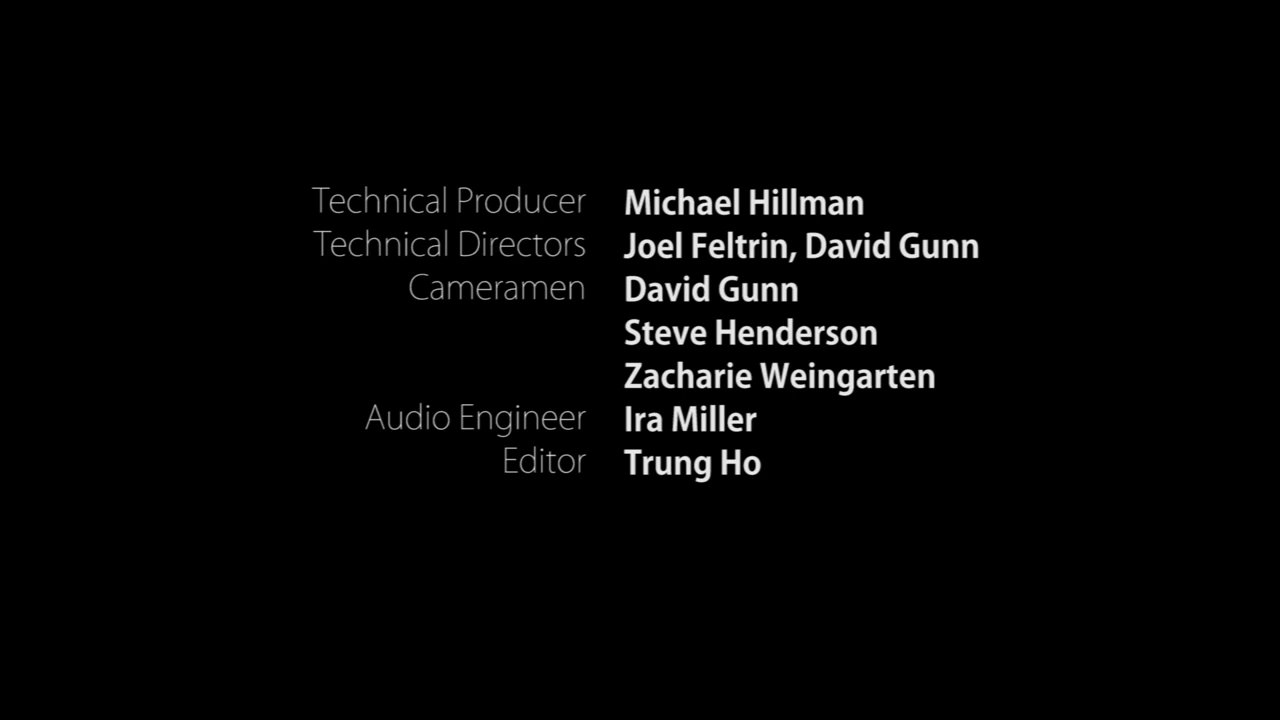 Technical Producer Michael Hillman
Technical Directors Joel Feltrin, David Gunn
Cameramen David Gunn
Steve Henderson
Zacharie Weingarten
Audio Engineer Ira Miller
Editor Trung Ho